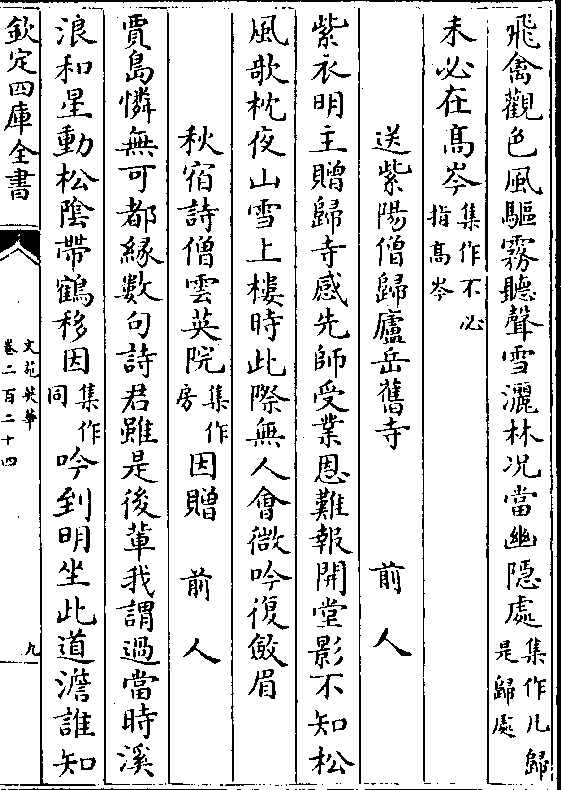 飛禽觀色風驅霧聽聲雪灑林况當幽隱處集作凡歸是歸處
未必在髙岑集作不必指髙岑
送紫陽僧歸廬岳舊寺　前人
紫衣明主贈歸寺感先師受業恩難報開堂影不知松
風欹枕夜山雪上樓時此際無人會微吟復斂眉
秋宿詩僧雲英院集作房因贈　前人
賈島憐無可都緣數句詩君雖是後輩我謂過當時溪
浪和星動松陰帶鶴移因集作同吟到明坐此道澹誰知
欽定四庫全書
文苑英華
卷二百二十四
九